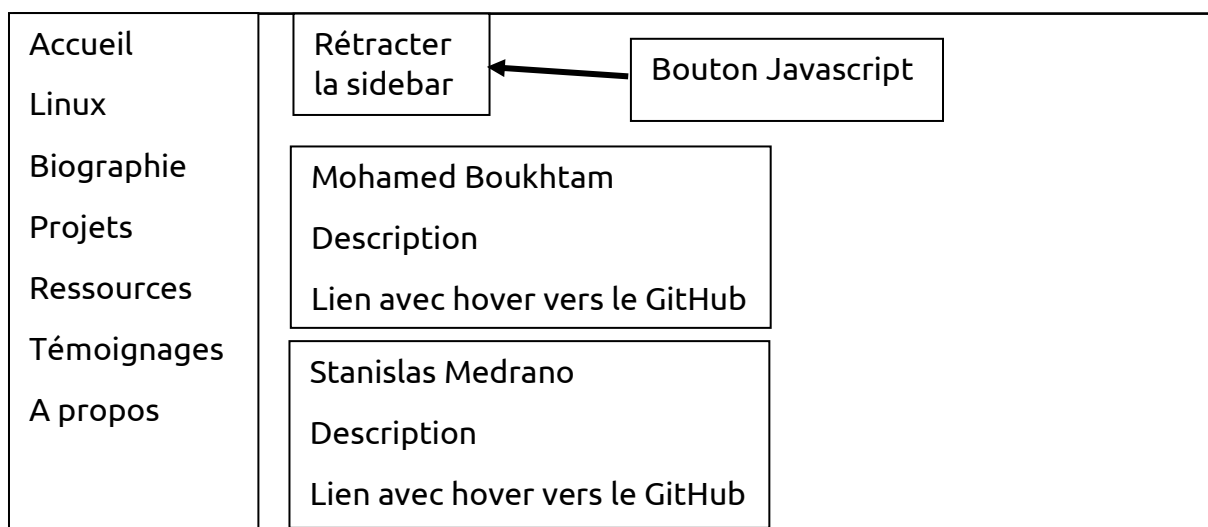 Accueil
Linux
Biographie
Projets
Ressources
Témoignages
A propos
Rétracter
la sidebar
Bouton Javascript
Mohamed Boukhtam
Description
Lien avec hover vers le GitHub
Stanislas Medrano
Description
Lien avec hover vers le GitHub